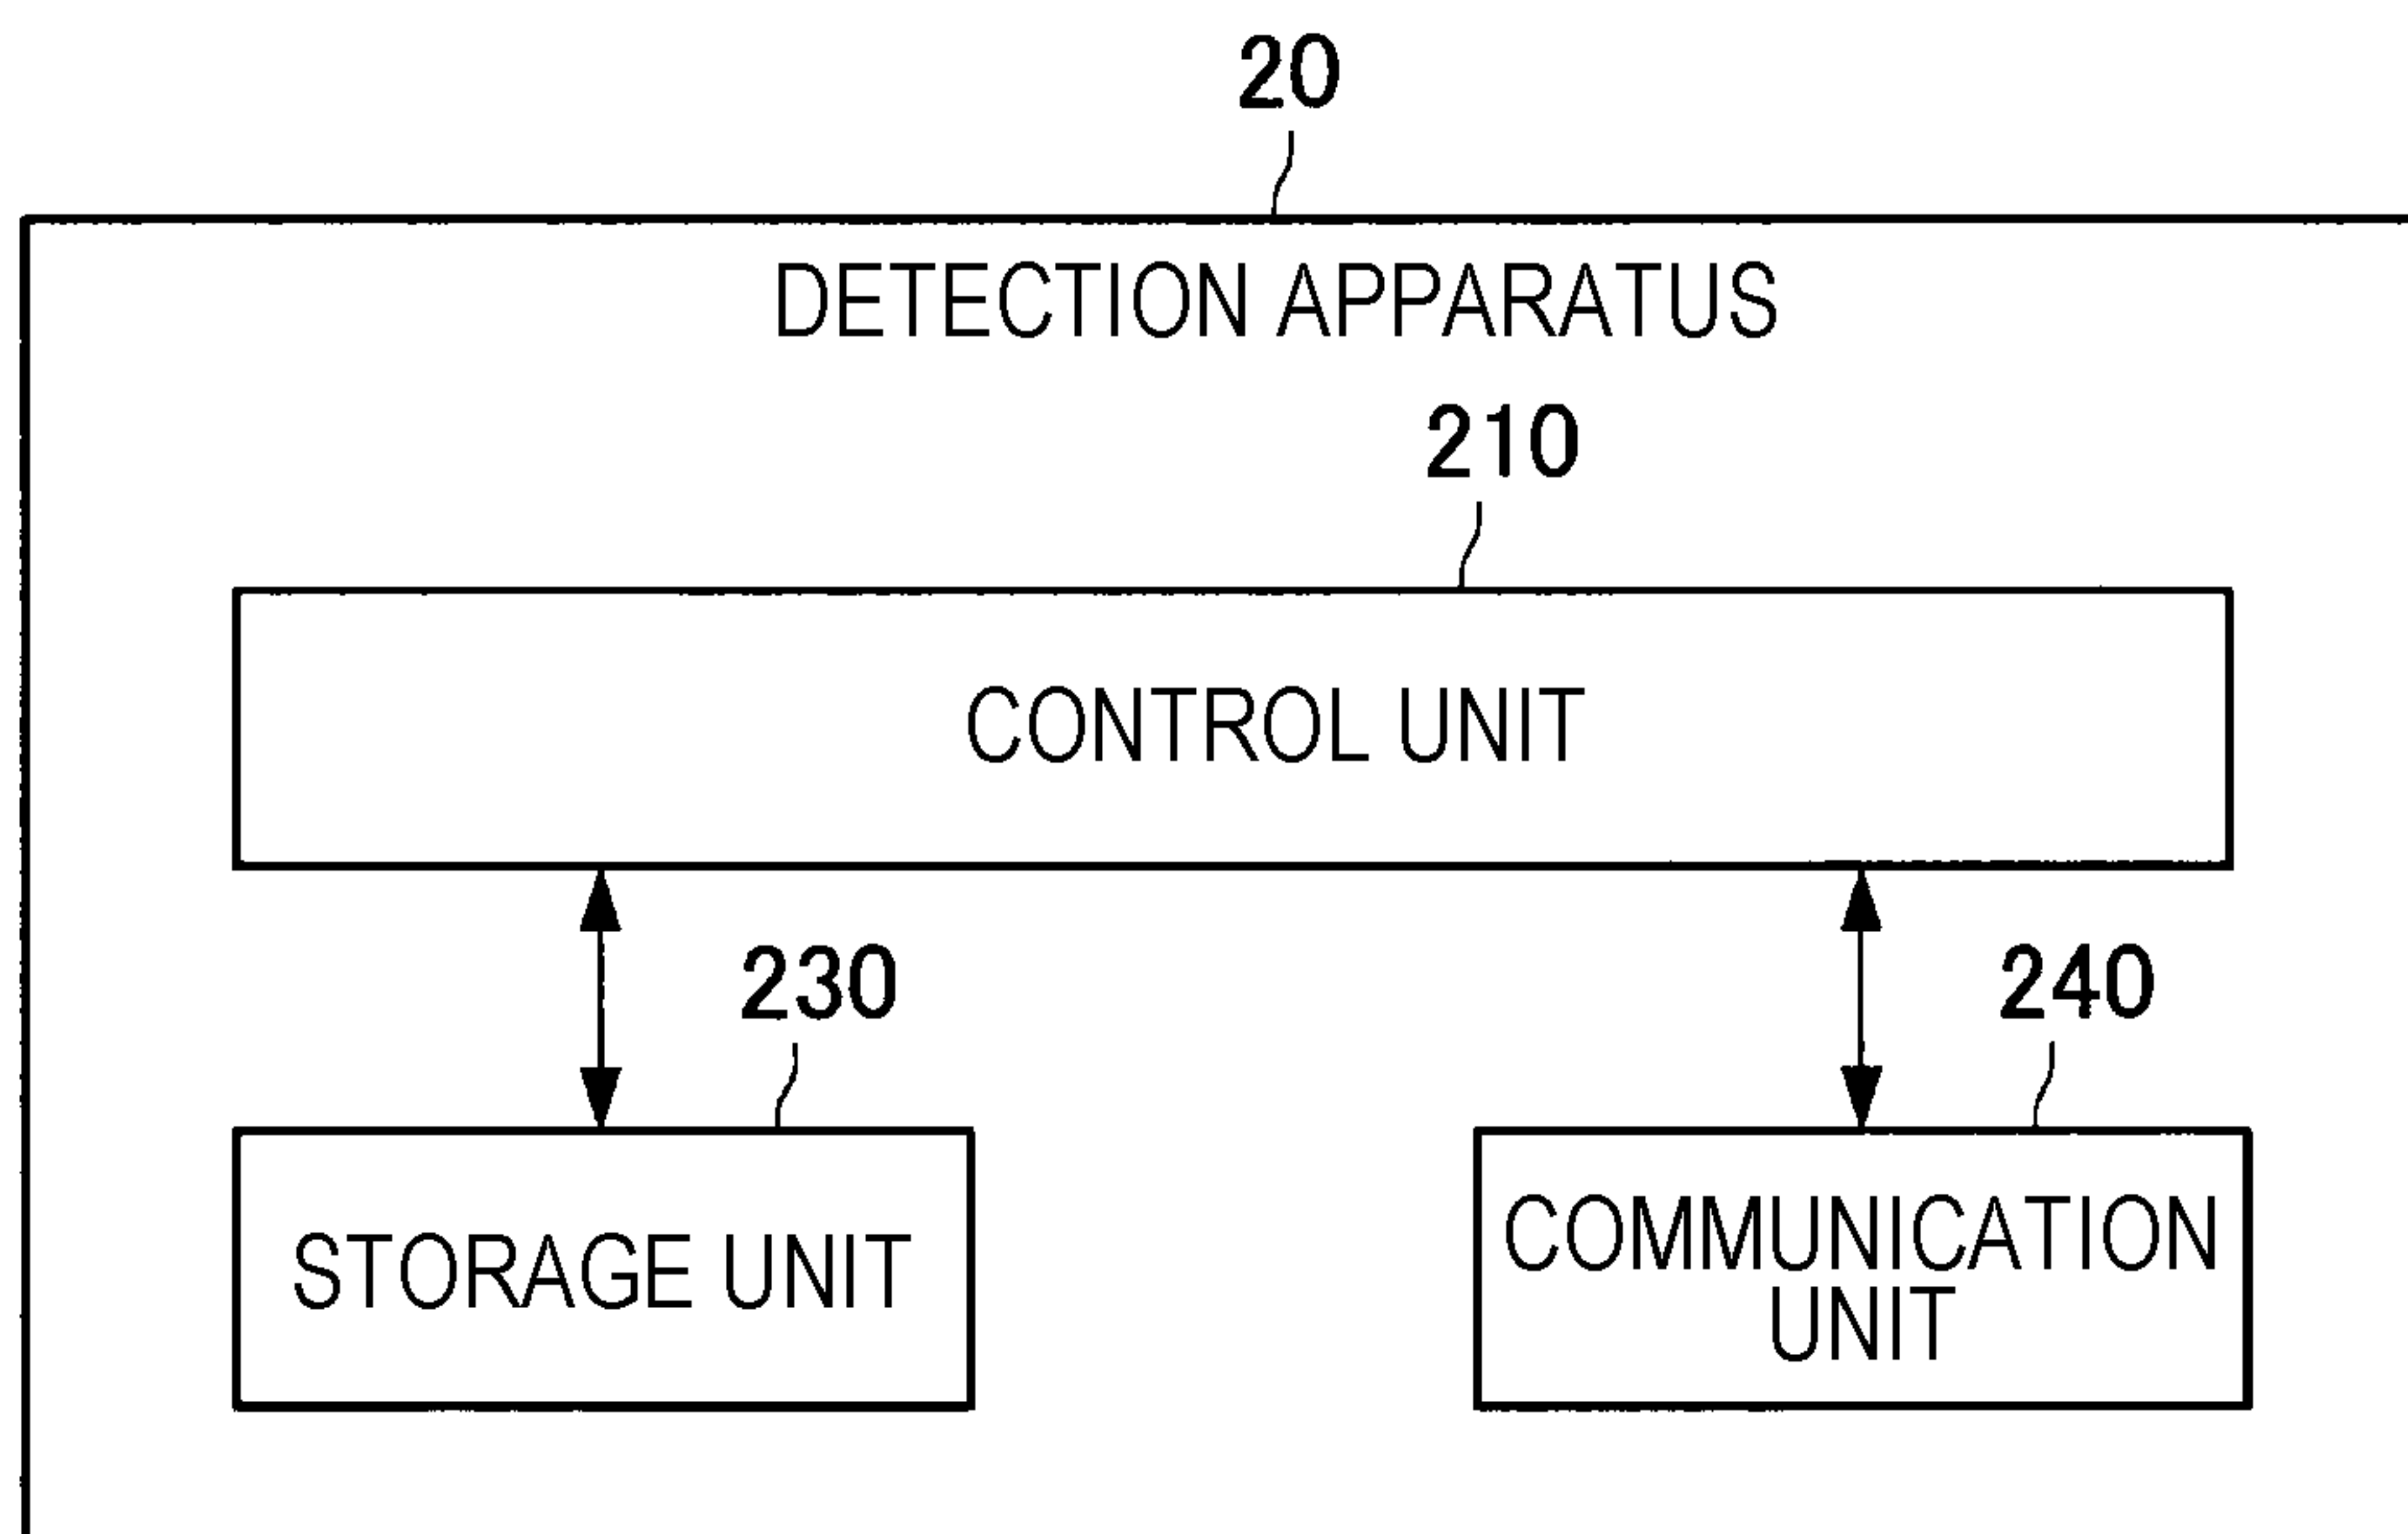 20
DETECTION APPARATUS
210
CONTROL UNIT
230
240
STORAGE UNIT
COMMUNICATION
UNIT